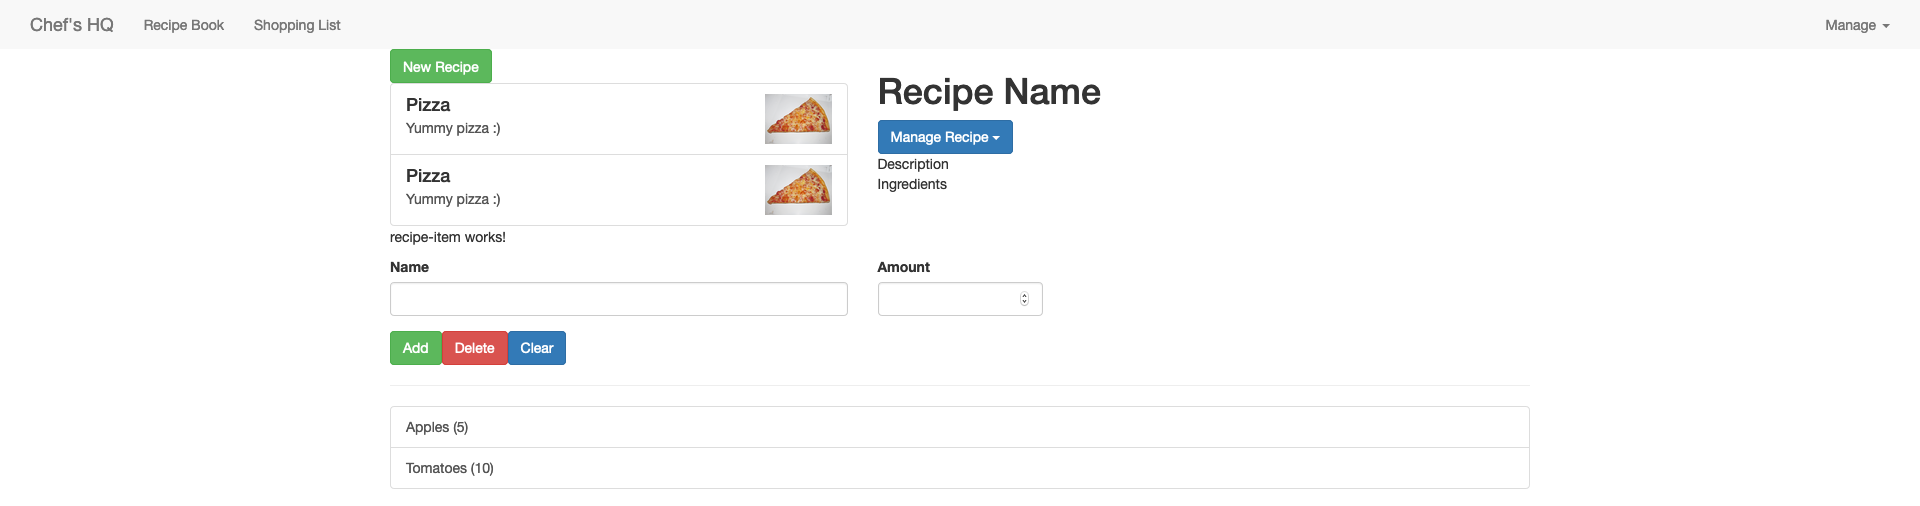 Chef's HQ Recipe Book Shopping List Manage
New Recipe
Pizza
Yummy pizza :)
Pizza
Yummy pizza :)
recipe-item works!
Recipe Name
Manage Recipe
Description
Ingredients
Name
Amount
Add Delete Clear
Apples (5)
Tomatoes (10)